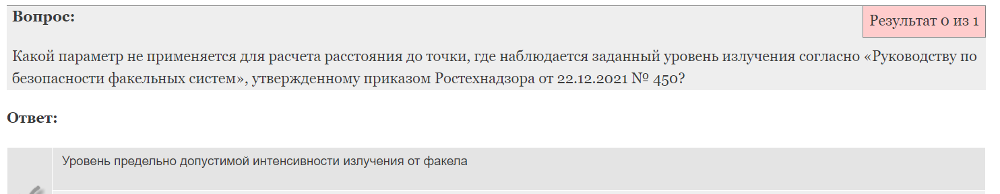 Вопрос:
Результат 0 из 1
Какой параметр не применяется для расчета расстояния до точки, где наблюдается заданный уровень излучения согласно «Руководству по
безопасности факельных систем», утвержденному приказом Ростехнадзора от 22.12.2021 № 450?
Ответ:
Уровень предельно допустимой интенсивности излучения от факела